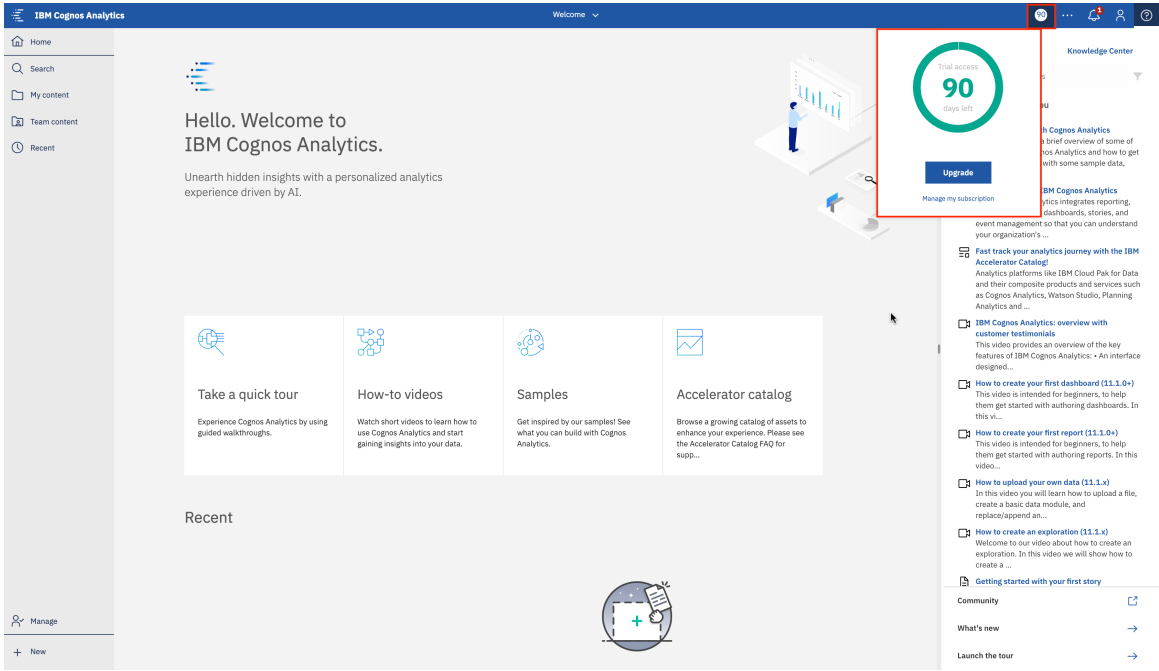 IBM Cognos Analytics
Welcome
90
1
Home
Search
My content
Team content
Recent
Manage
New
Hello. Welcome to
IBM Cognos Analytics.
Unearth hidden insights with a personalized analytics
experience driven by AI.
Take a quick tour
Experience Cognos Analytics by using
guided walkthroughs.
How-to videos
Watch short videos to learn how to
use Cognos Analytics and start
gaining insights into your data.
Samples
Get inspired by our samples! See
what you can build with Cognos
Analytics.
Accelerator catalog
Browse a growing catalog of assets to
enhance your experience. Please see
the Accelerator Catalog FAQ for
supp...
Recent
Trial access
90
days left
Upgrade
Manage my subscription
Knowledge Center
s
ou
h Cognos Analytics
a brief overview of some of
nos Analytics and how to get
with some sample data,
IBM Cognos Analytics
ytics integrates reporting,
dashboards, stories, and
event management so that you can understand
your organization's ...
Fast track your analytics journey with the IBM
Accelerator Catalog!
Analytics platforms like IBM Cloud Pak for Data
and their composite products and services such
as Cognos Analytics, Watson Studio, Planning
Analytics and ...
IBM Cognos Analytics: overview with
customer testimonials
This video provides an overview of the key
features of IBM Cognos Analytics: • An interface
designed...
How to create your first dashboard (11.1.0+)
This video is intended for beginners, to help
them get started with authoring dashboards. In
this vi...
How to create your first report (11.1.0+)
This video is intended for beginners, to help
them get started with authoring reports. In this
video...
How to upload your own data (11.1.x)
In this video you will learn how to upload a file,
create a basic data module, and
replace/append an...
How to create an exploration (11.1.x)
Welcome to our video about how to create an
exploration. In this video we will show how to
create a ...
Getting started with your first story
Community
What's new
Launch the tour